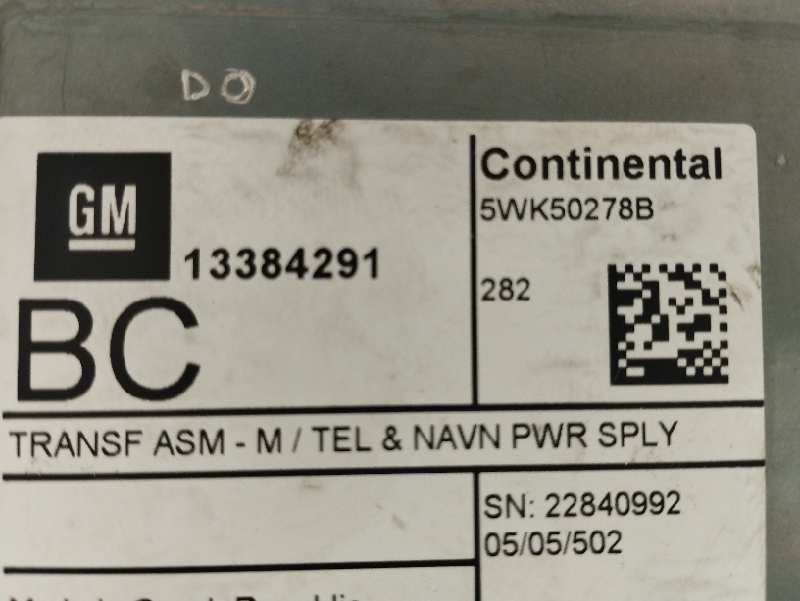 DO
GM
13384291
BC
Continental
5WK50278B
282
TRANSF ASM - M / TEL & NAVN PWR SPLY
SN: 22840992
05/05/502